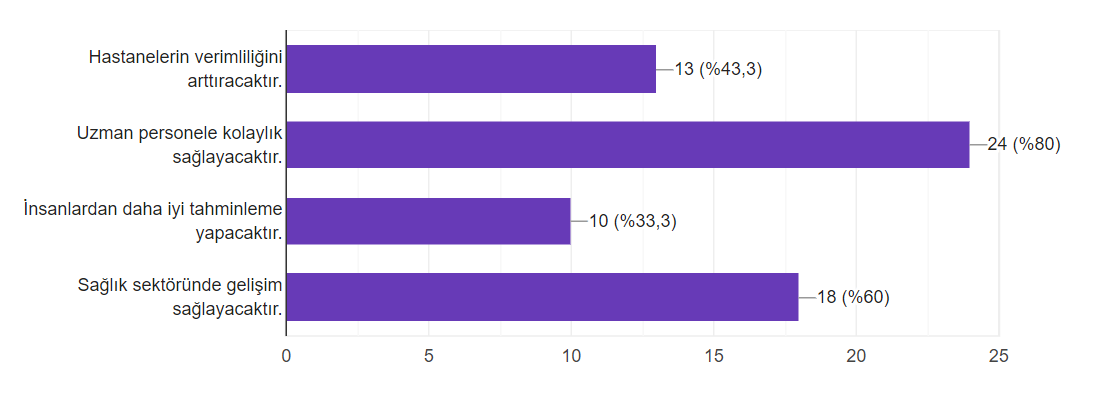 Hastanelerin verimliliğini
arttıracaktır.
13 (%43,3)
Uzman personele kolaylık
sağlayacaktır.
24 (%80)
İnsanlardan daha iyi tahminleme
yapacaktır.
10 (%33,3)
Sağlık sektöründe gelişim
sağlayacaktır.
18 (%60)
0 5 10 15 20 25